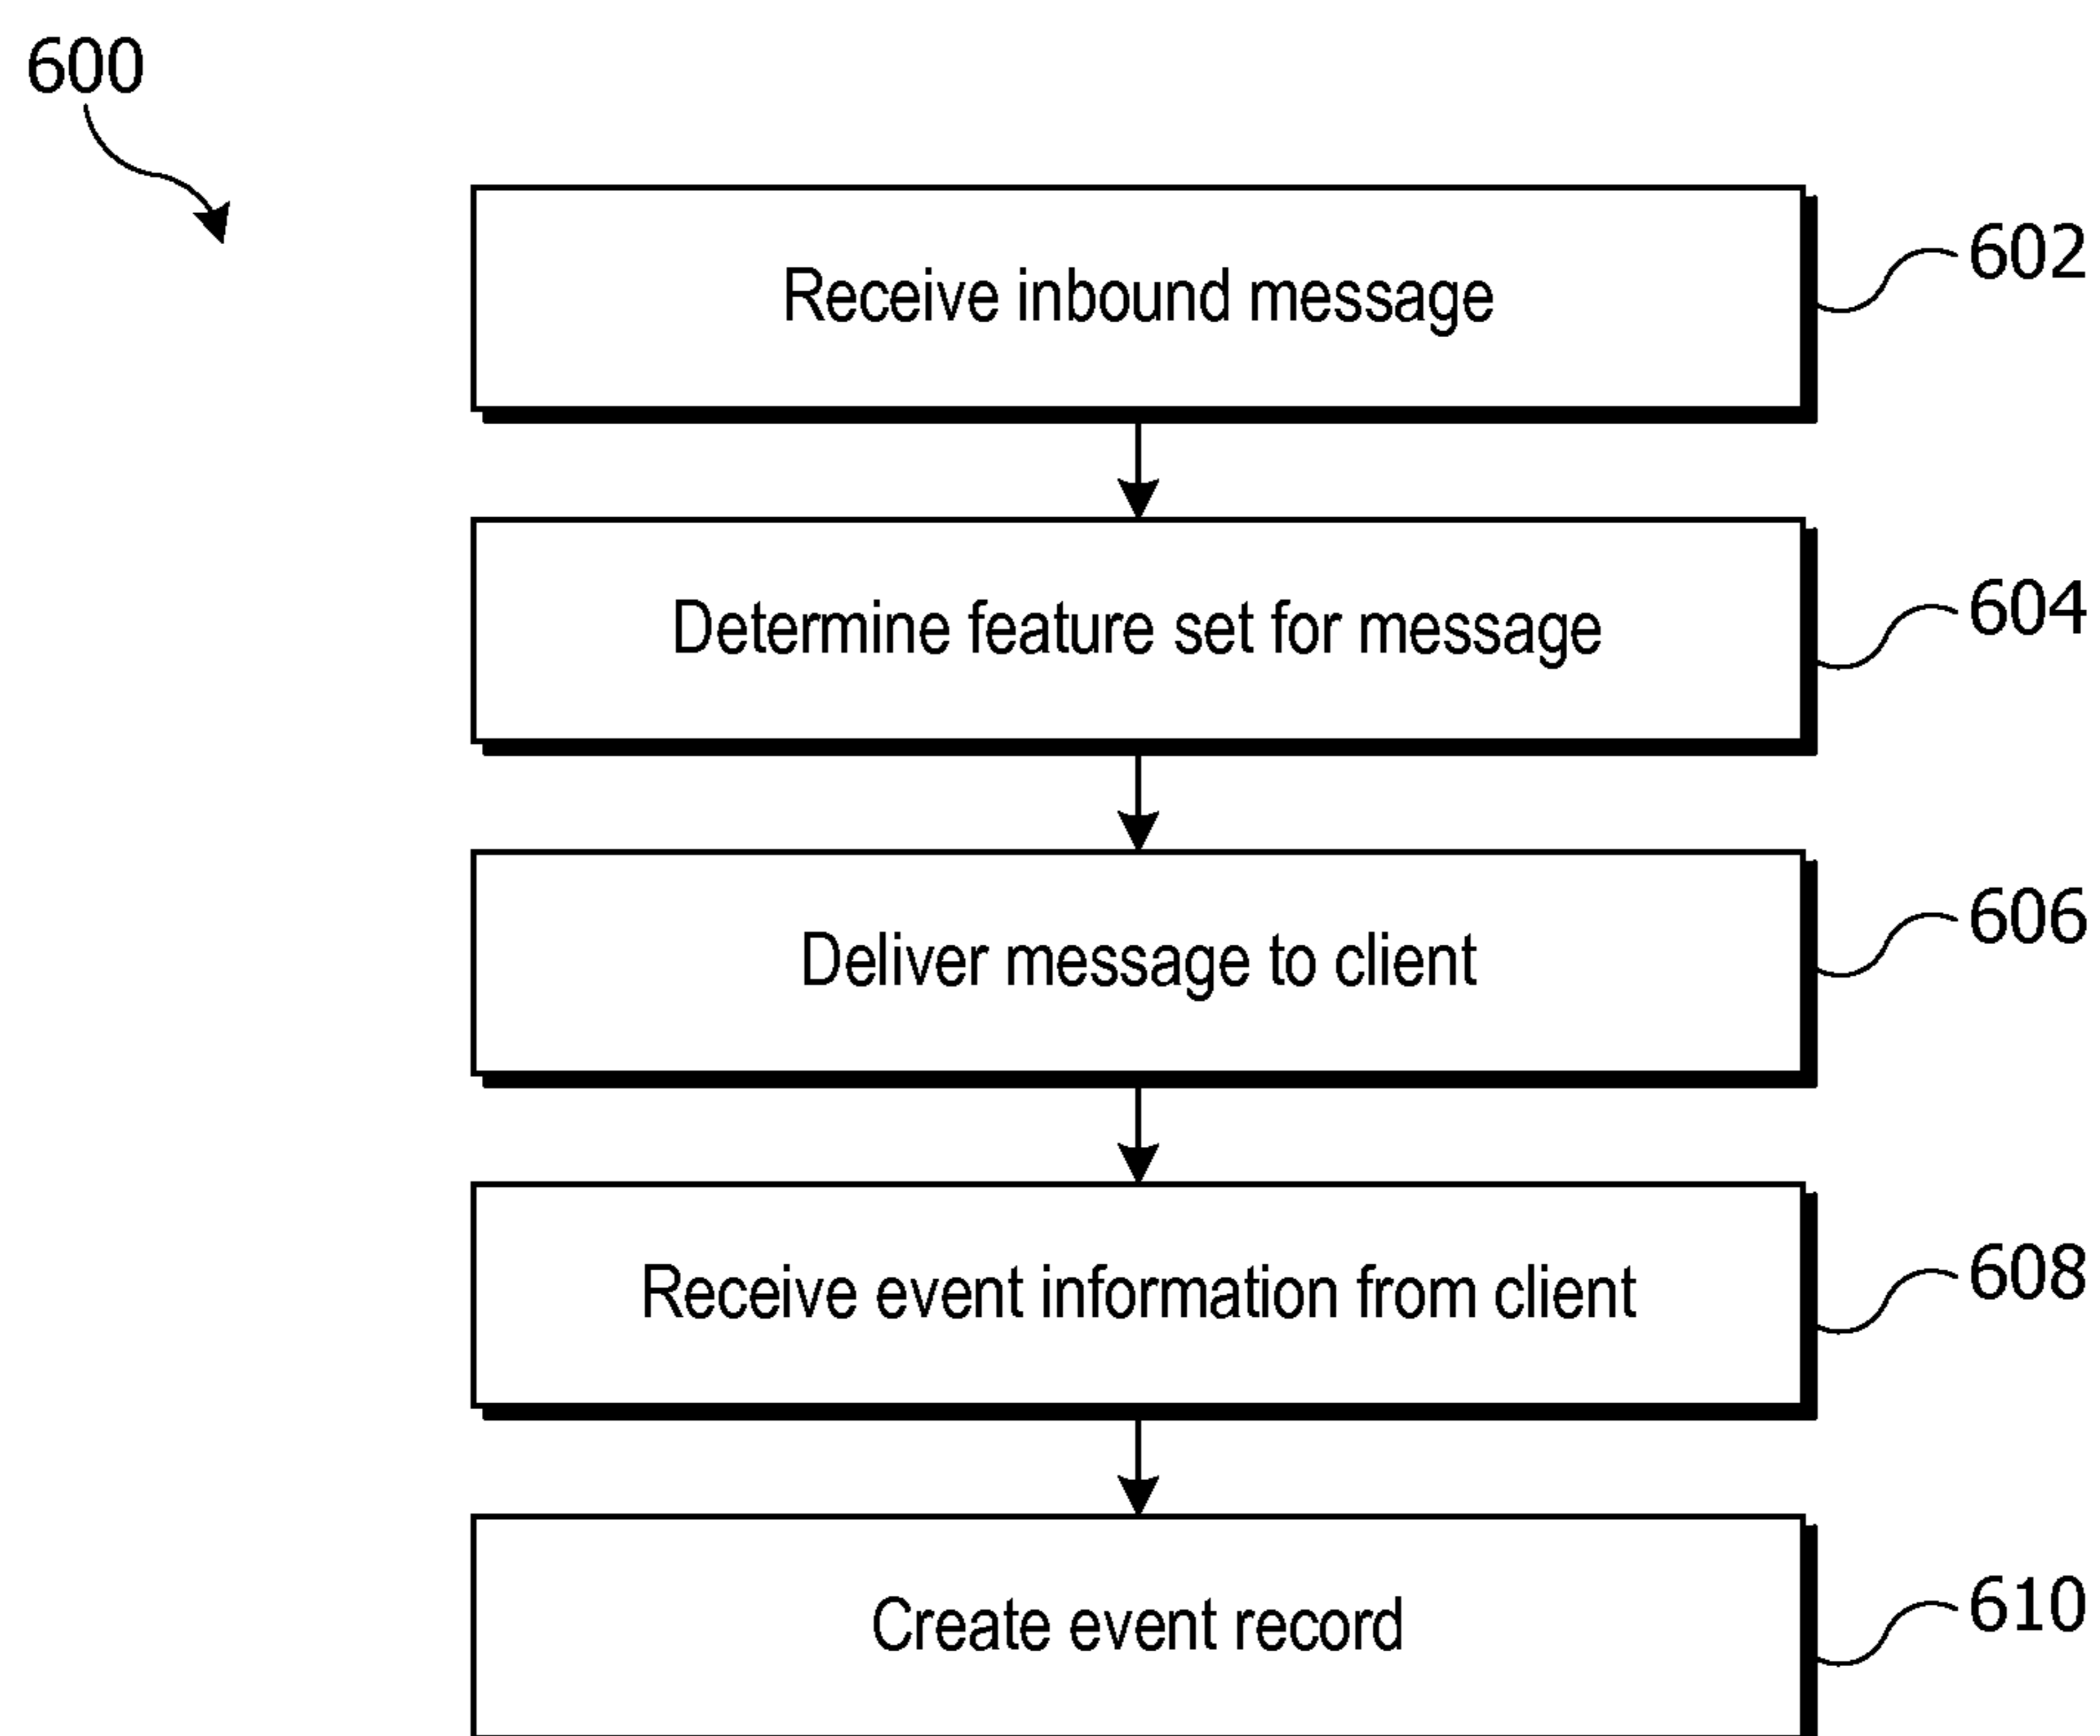 600
Receive inbound message
602
Determine feature set for message
604
Deliver message to client
606
Receive event information from client
608
Create event record
610